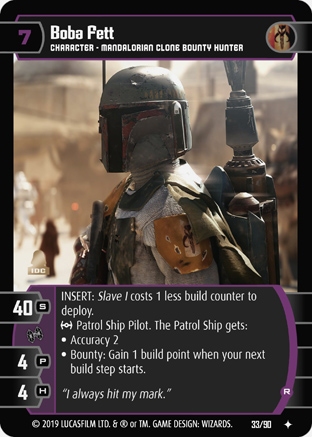 7
Boba Fett
CHARACTER - MANDALORIAN CLONE BOUNTY HUNTER
IDC
40 S
INSERT: Slave I costs 1 less build counter to
deploy.
Patrol Ship Pilot. The Patrol Ship gets:
• Accuracy 2
4 P
• Bounty: Gain 1 build point when your next
build step starts.
4 H
“I always hit my mark.”
R
© 2019 LUCASFILM LTD. & ® or TM. GAME DESIGN: WIZARDS.
33/90